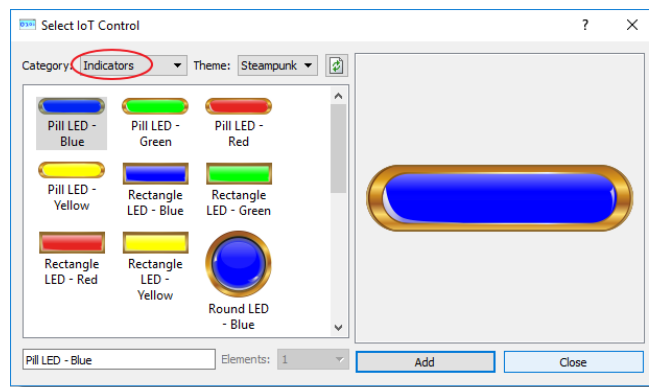 Select IoT Control
? 
Category: Indicators Theme: Steampunk
Pill LED - Blue
Pill LED - Green
Pill LED - Red
Pill LED - Yellow
Rectangle LED - Blue
Rectangle LED - Green
Rectangle LED - Red
Rectangle LED - Yellow
Round LED - Blue
Pill LED - Blue Elements: 1 Add Close